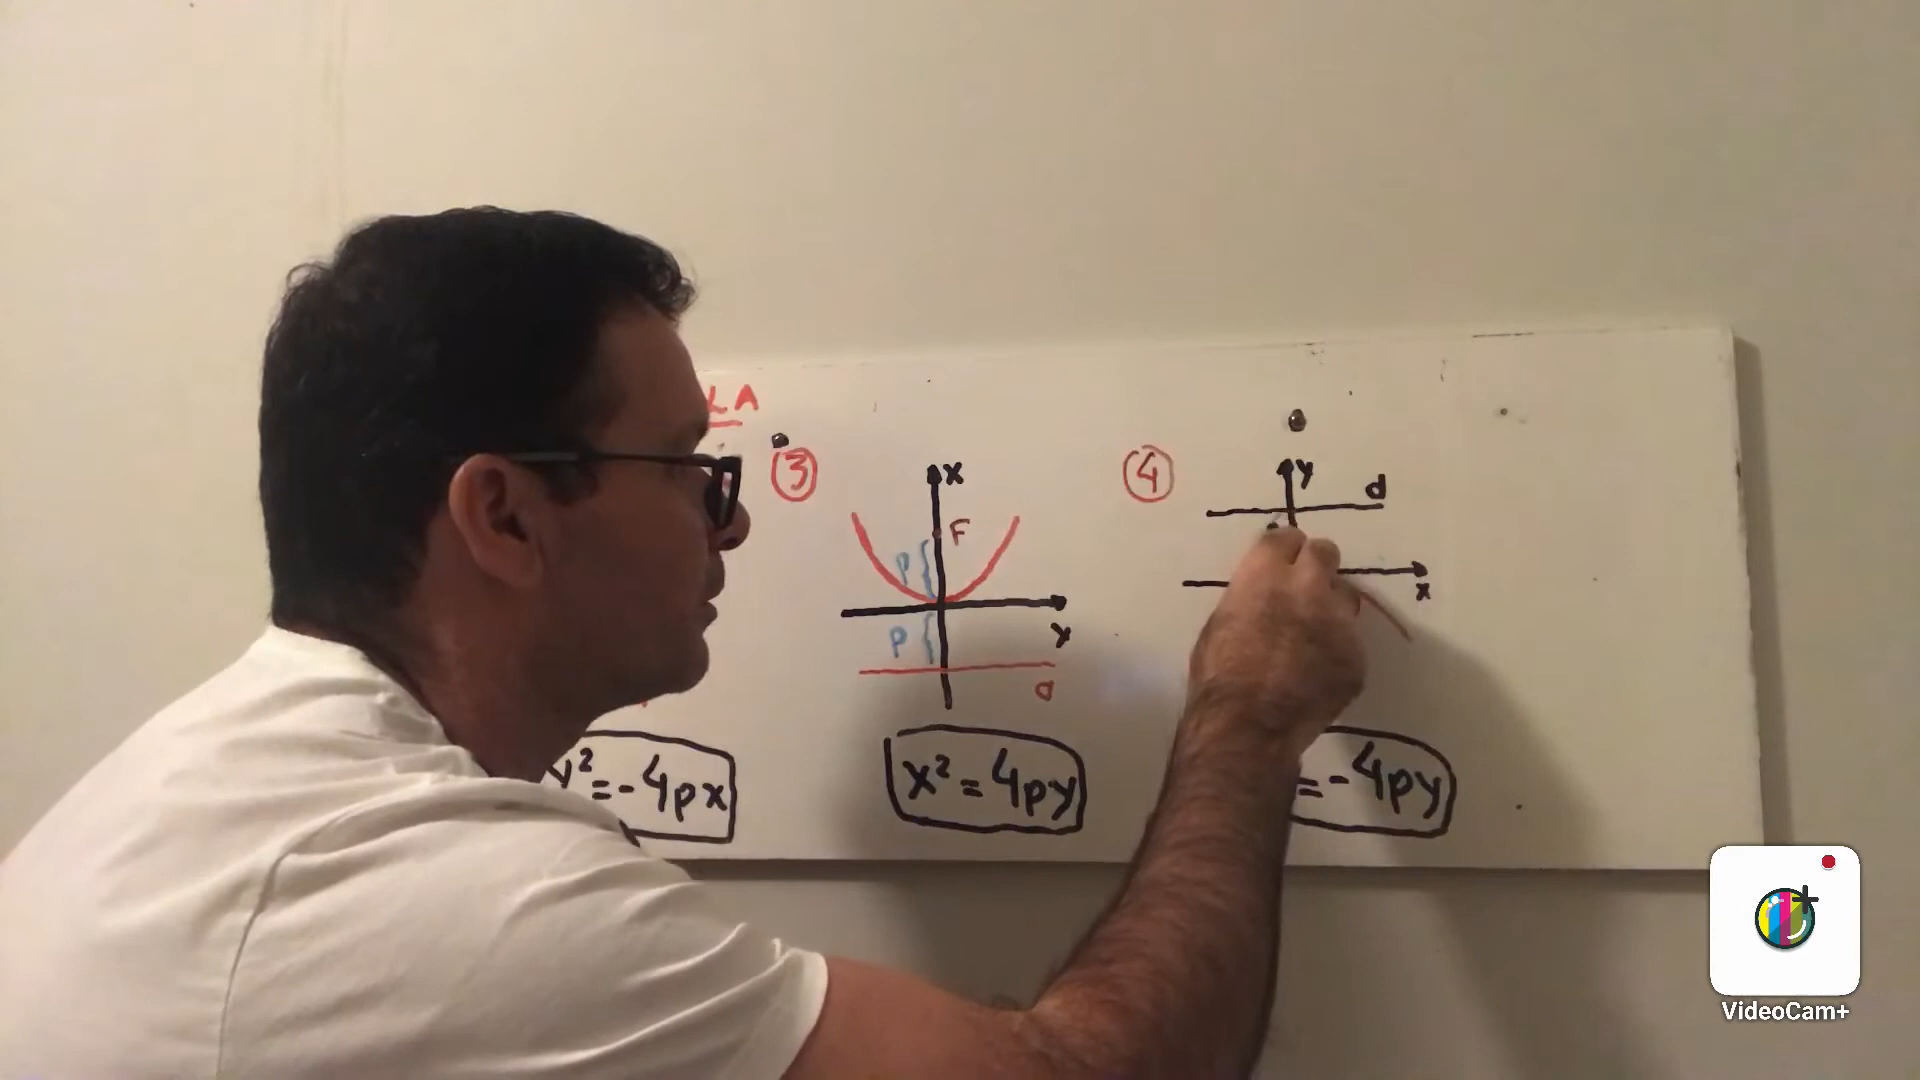 LA
3
x
F
P
P
y
d
x² = 4py
y² = -4px
4
y
d
x
= -4py
VideoCam+